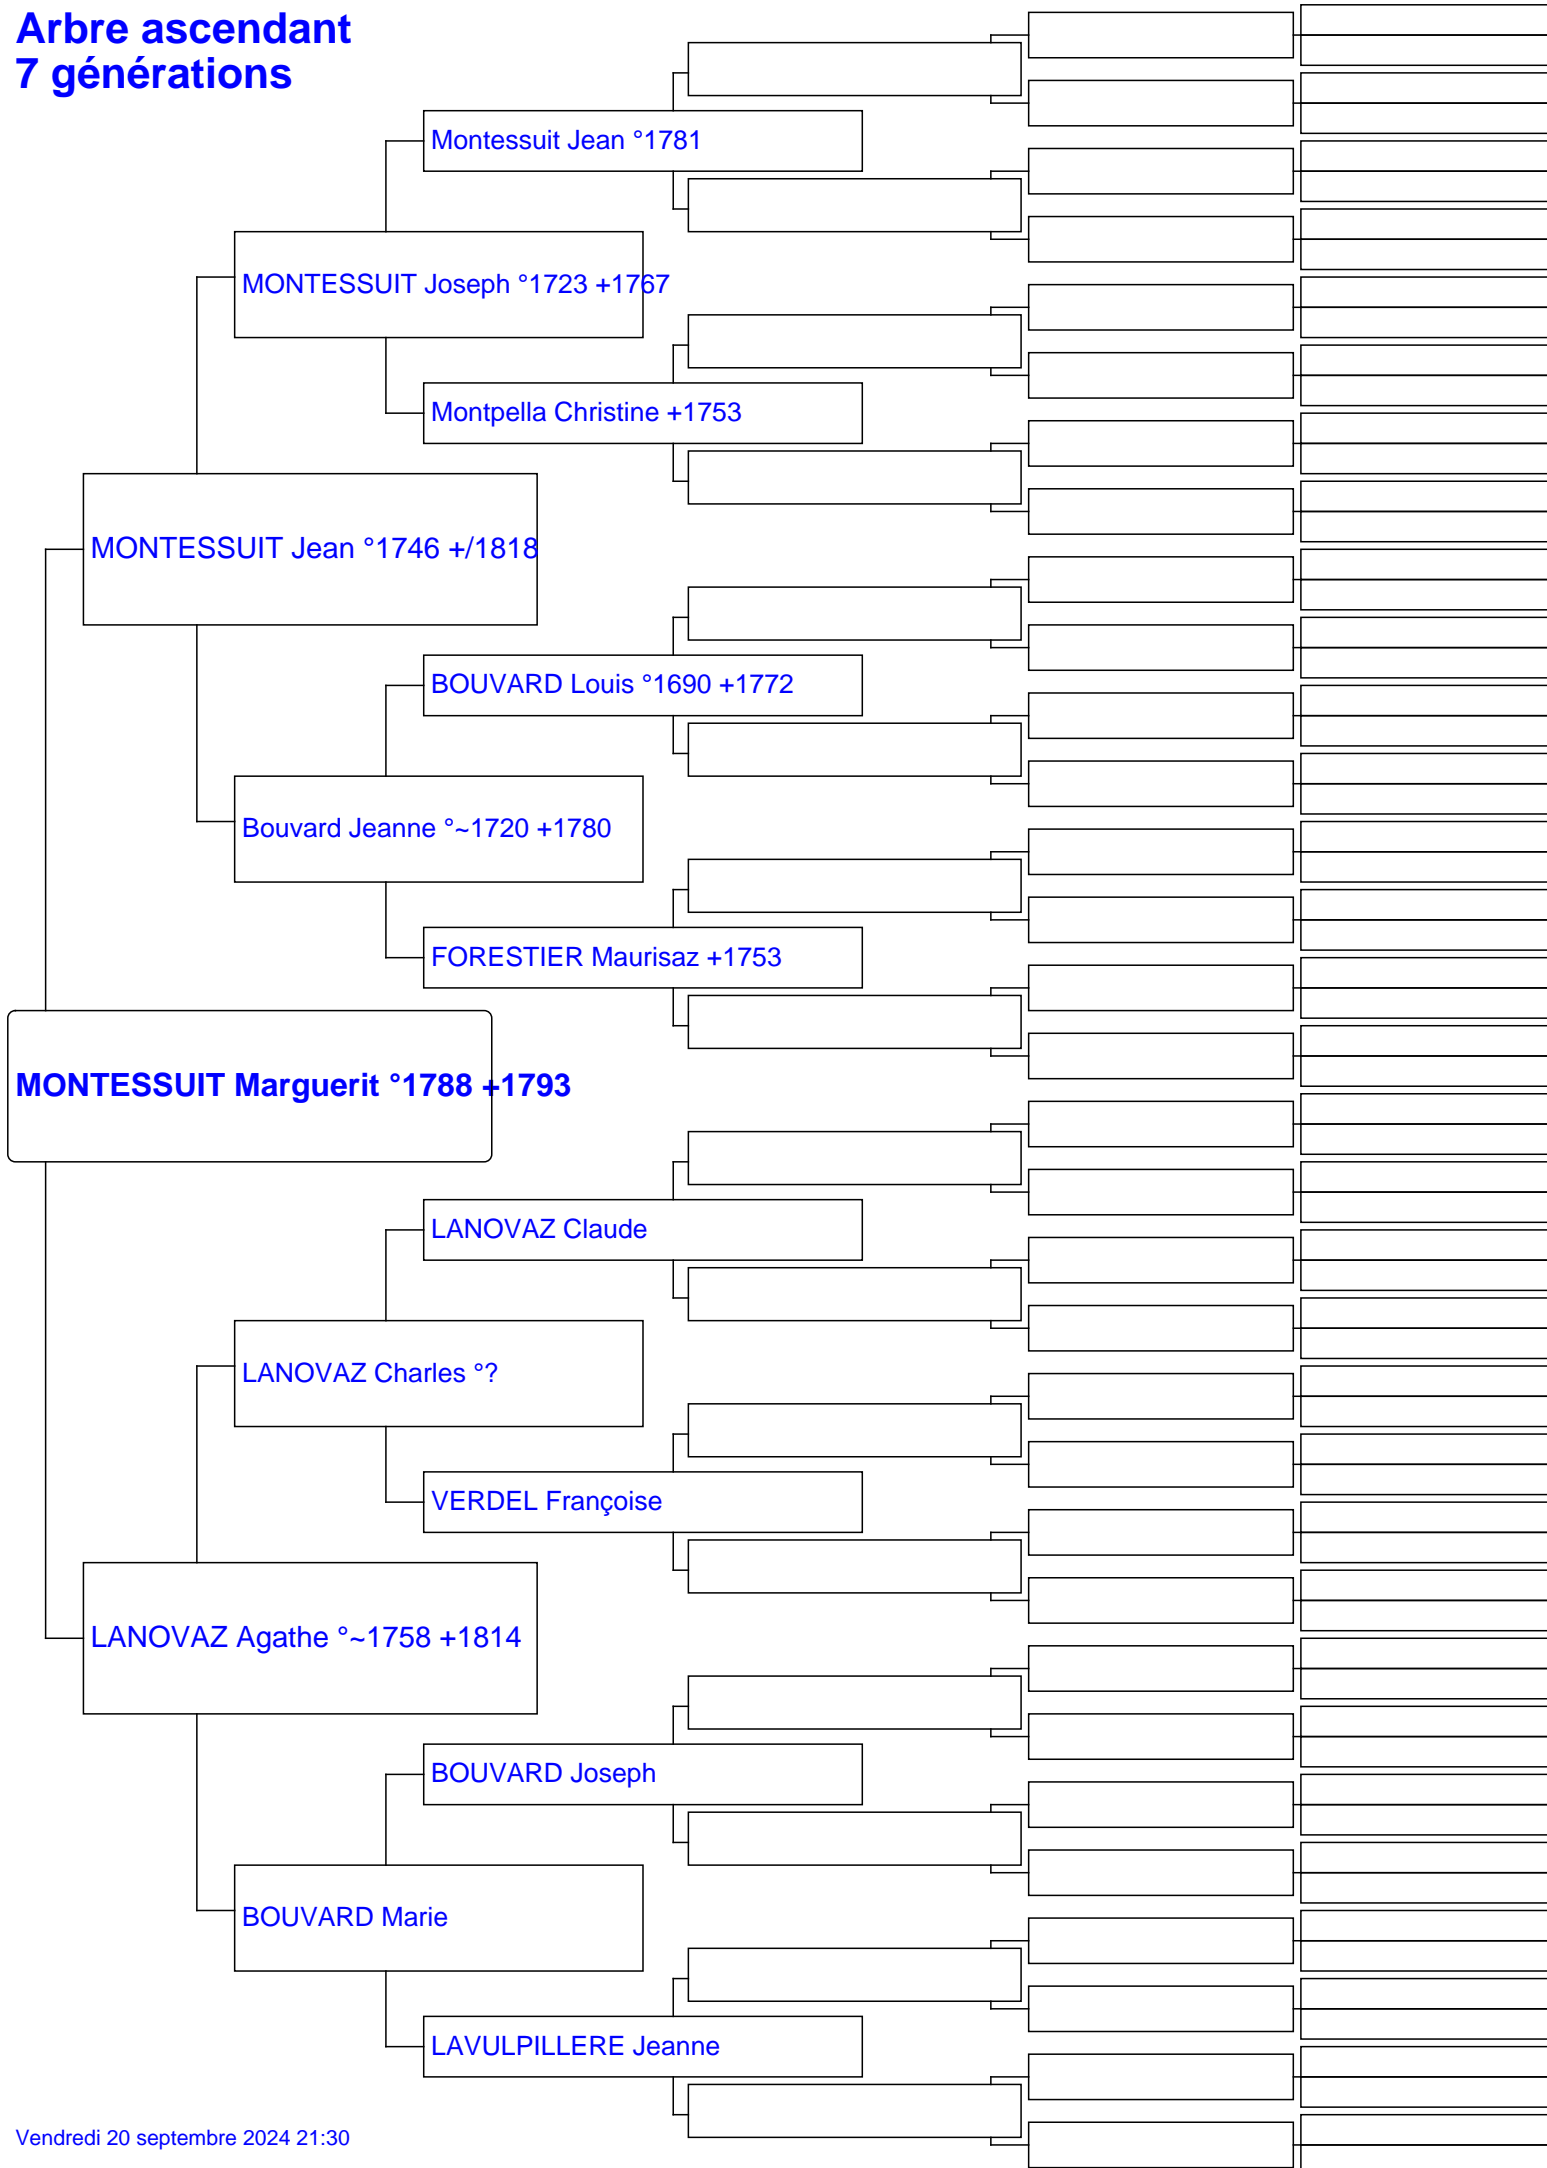 Arbre ascendant
7 générations
Montessuit Jean °1781
MONTESSUIT Joseph °1723 +1767
Montpella Christine +1753
MONTESSUIT Jean °1746 +/1818
BOUVARD Louis °1690 +1772
Bouvard Jeanne °~1720 +1780
FORESTIER Maurisaz +1753
MONTESSUIT Marguerit °1788 +1793
LANOVAZ Claude
LANOVAZ Charles °?
VERDEL Françoise
LANOVAZ Agathe °~1758 +1814
BOUVARD Joseph
BOUVARD Marie
LAVULPILLERE Jeanne
Vendredi 20 septembre 2024 21:30